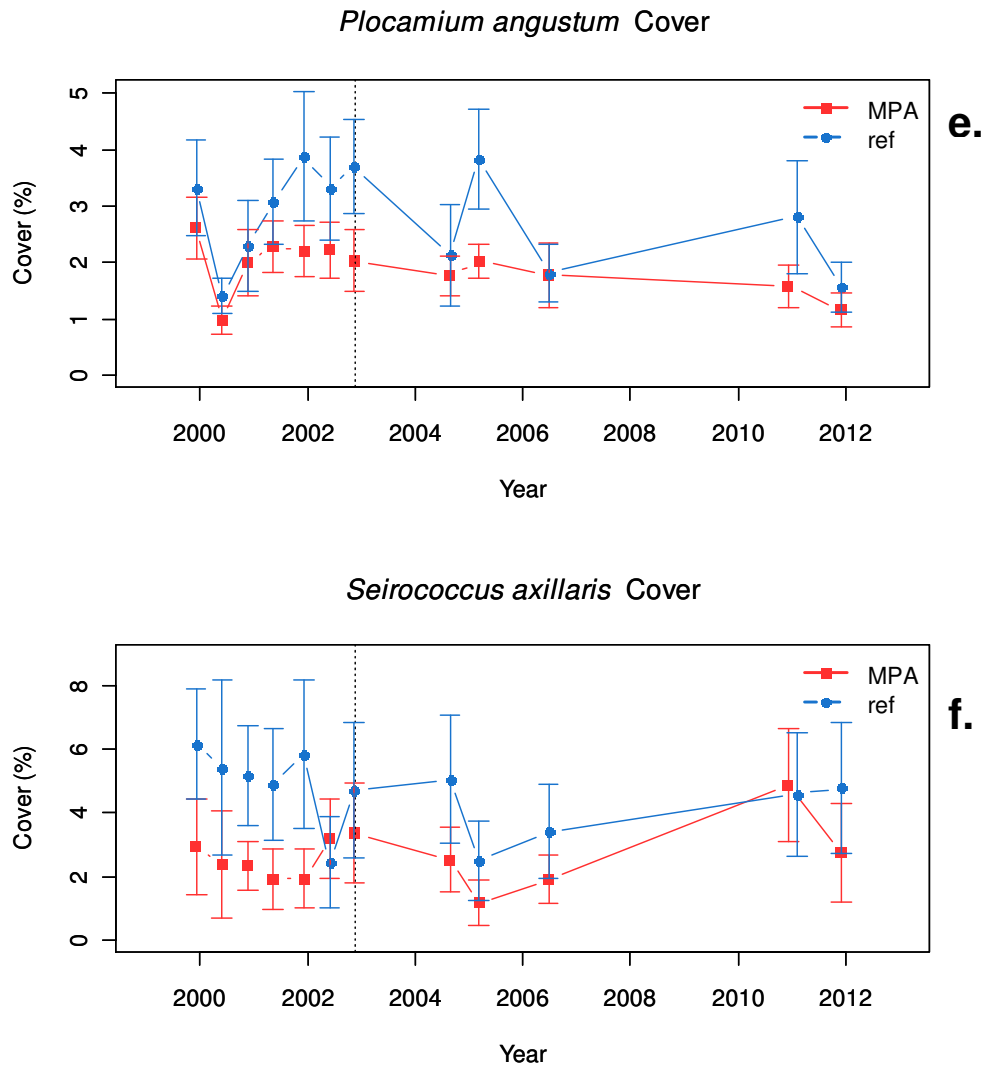 Plocamium angustum Cover
MPA
ref
e.
Cover (%)
5
4
3
2
1
0
2000 2002 2004 2006 2008 2010 2012
Year
Seirococcus axillaris Cover
MPA
ref
f.
Cover (%)
8
6
4
2
0
2000 2002 2004 2006 2008 2010 2012
Year